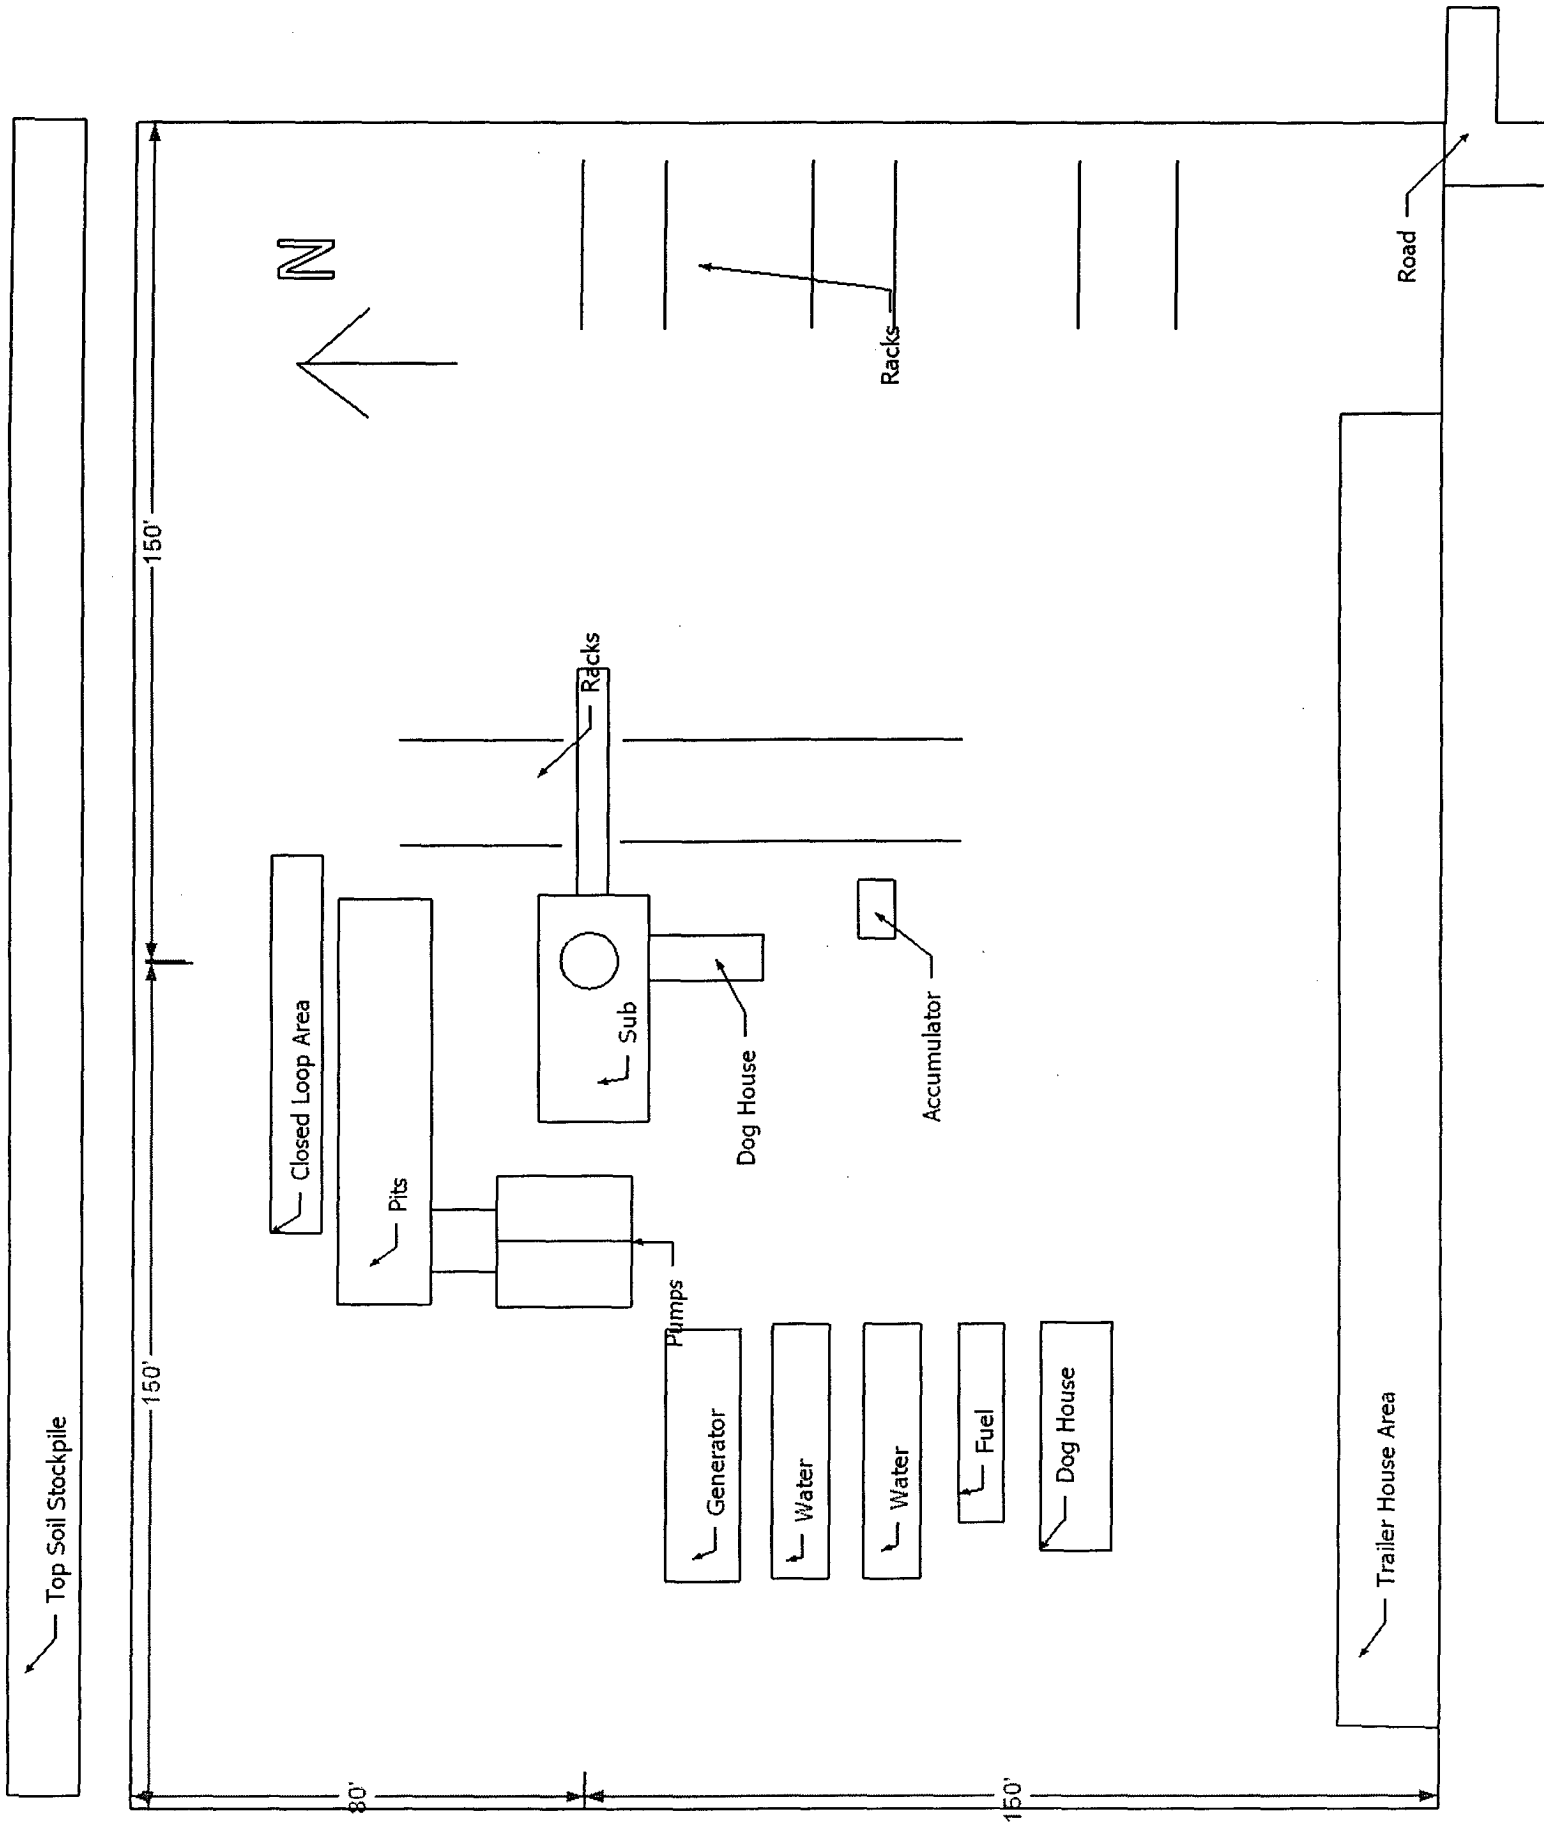 Top Soil Stockpile
150'
150'
Closed Loop Area
N
80'
Pits
Racks
Sub
Pumps
Generator
Dog House
Water
Racks
Water
Accumulator
Fuel
150'
Dog House
Trailer House Area
Road